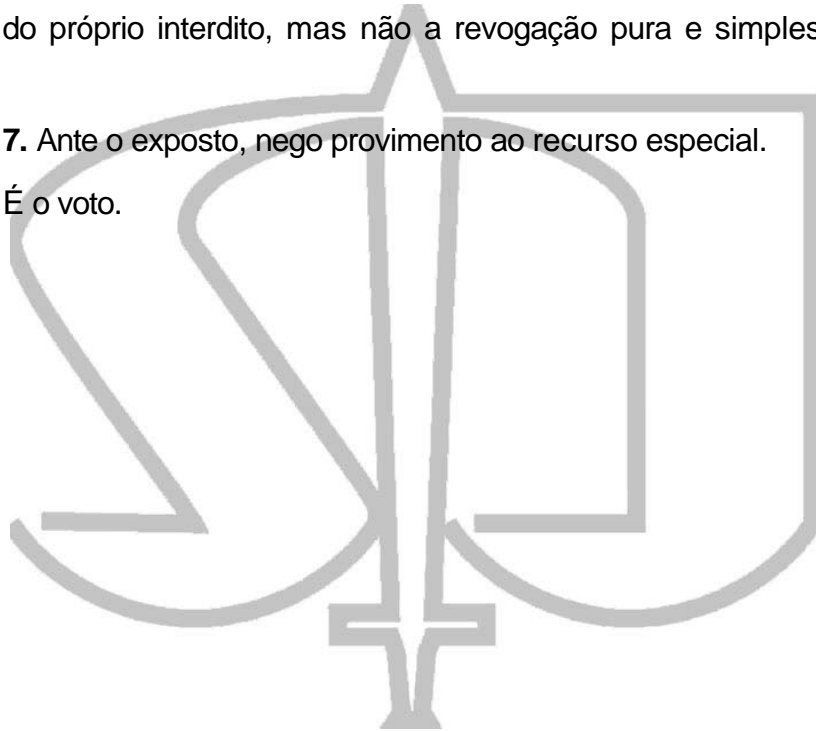 do próprio interdito, mas não a revogação pura e simples
7. Ante o exposto, nego provimento ao recurso especial.
É o voto.